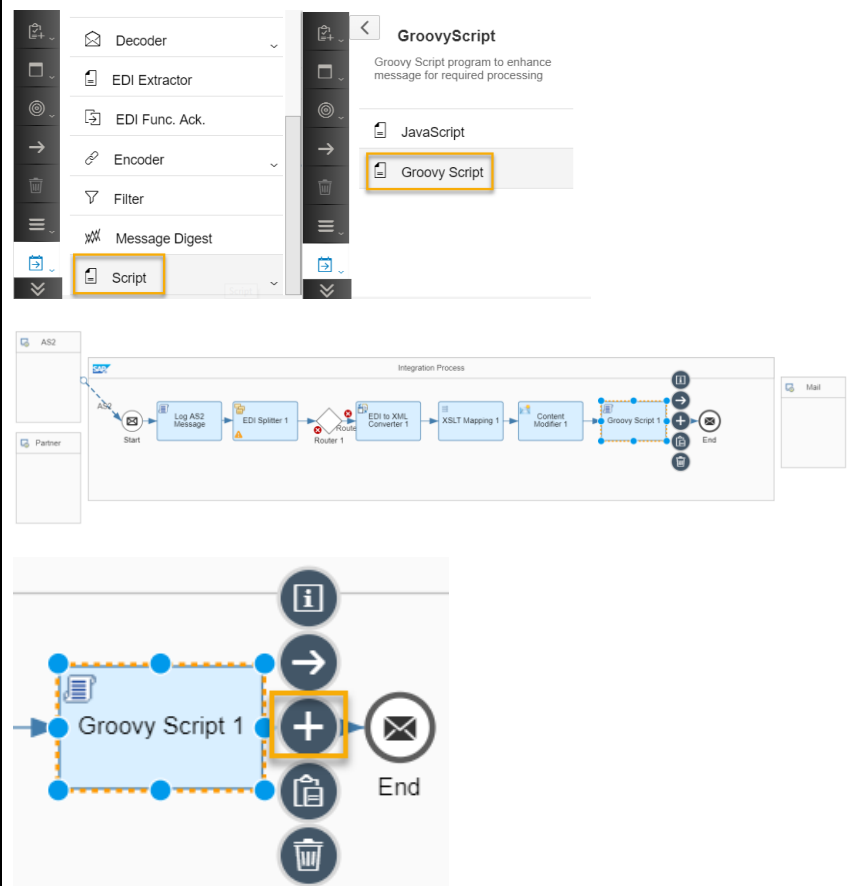 Decoder
EDI Extractor
EDI Func. Ack.
Encoder
Filter
Message Digest
Script
GroovyScript
Groovy Script program to enhance
message for required processing
JavaScript
Groovy Script
AS2
Partner
SAP
Integration Process
AS2
Start
Log AS2
Message
EDI Splitter 1
Router 1
Route
EDI to XML
Converter 1
XSLT Mapping 1
Content
Modifier 1
Groovy Script 1
End
Mail
Groovy Script 1
End